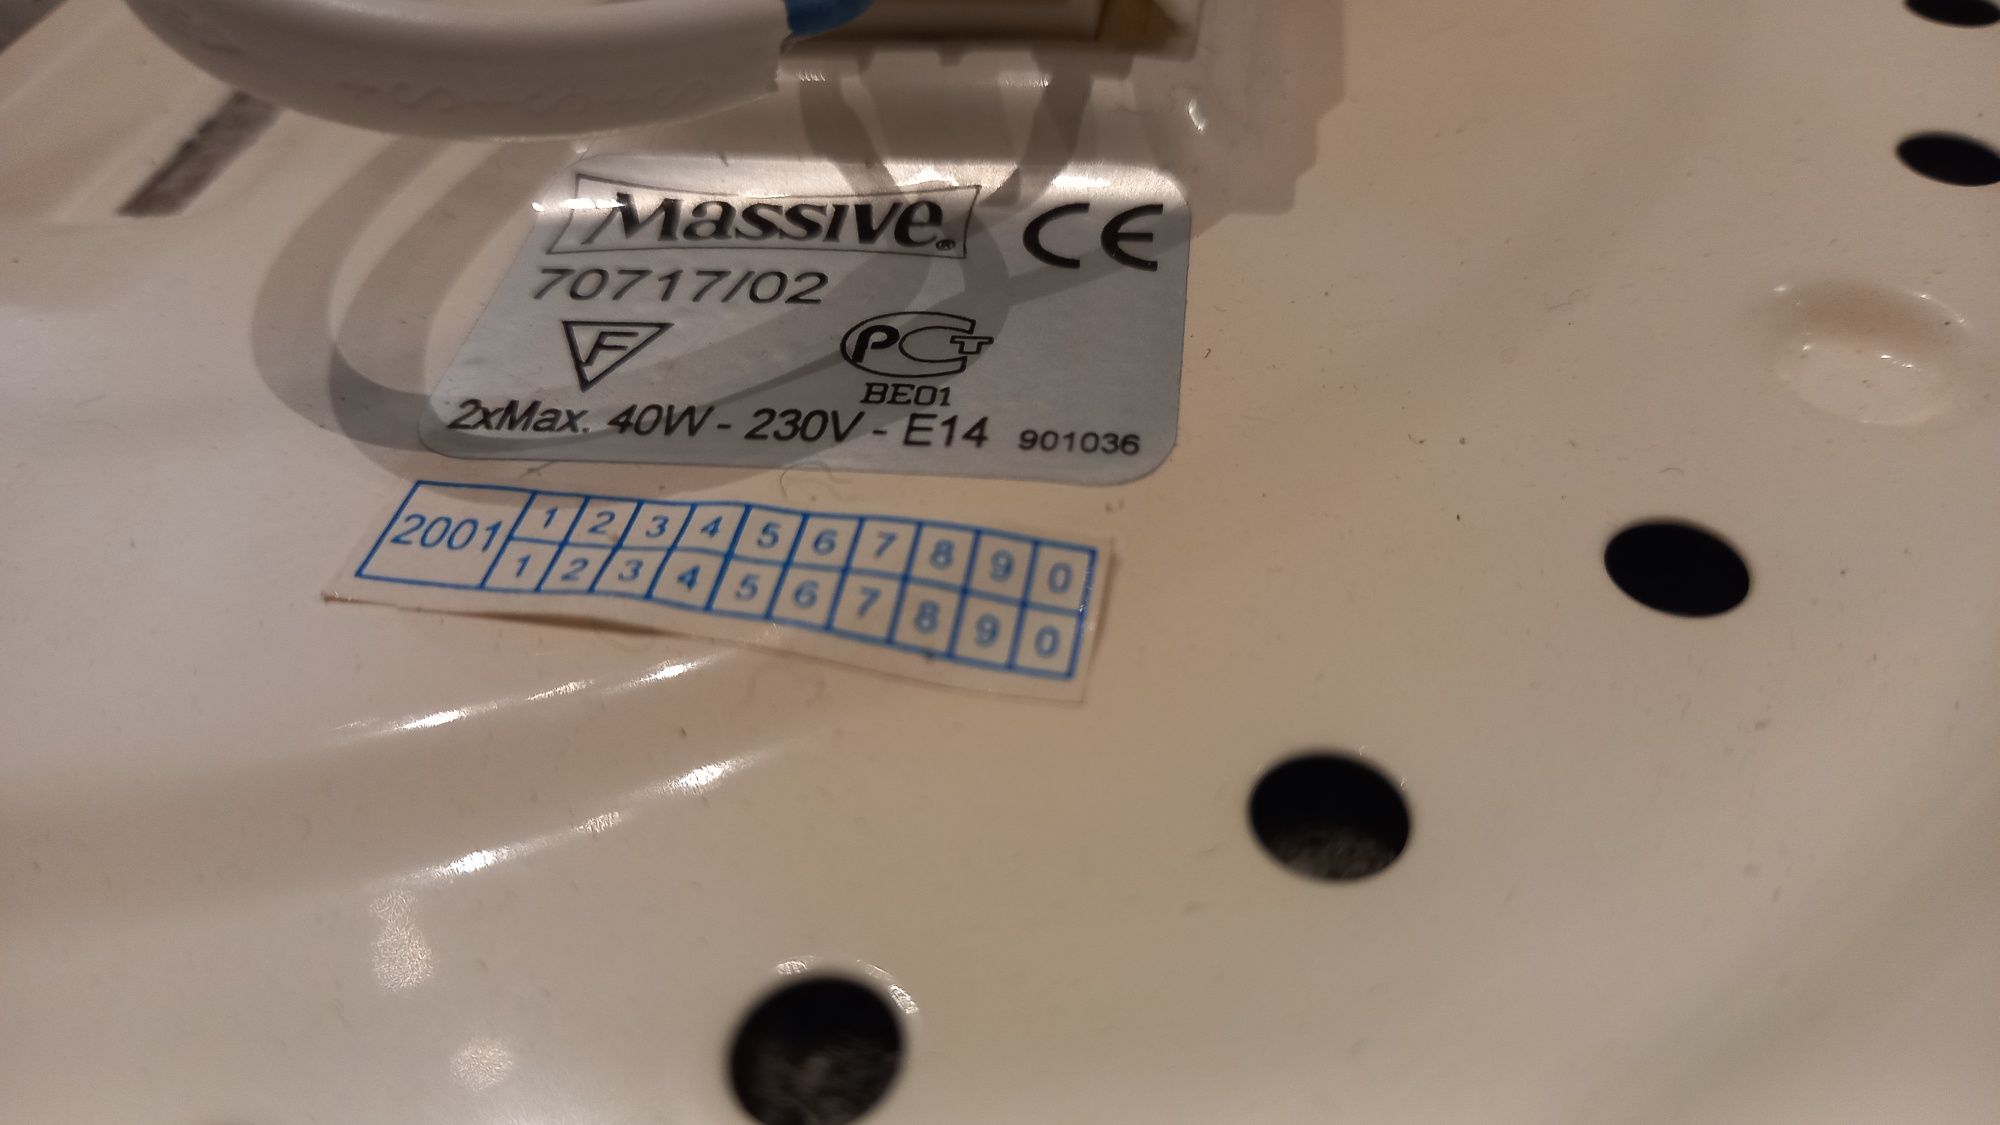 Massive®
CE
70717/02
F
PCT
BE01
2xMax. 40W - 230V - E14 901036
2001 1 2 3 4 5 6 7 8 9 0
1 2 3 4 5 6 7 8 9 0